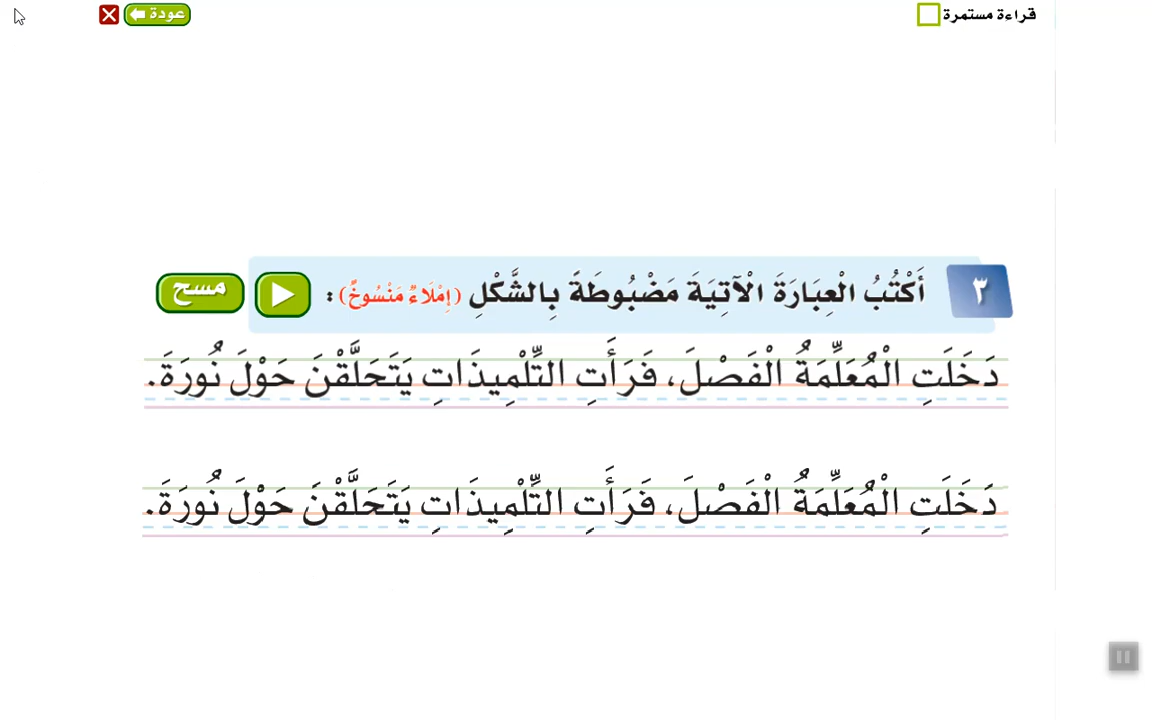 قراءة مستمرة
عودة
٣ أَكْتُبُ الْعِبَارَةَ الْآتِيَةَ مَضْبُوطَةً بِالشَّكْلِ (إِمْلَاءٌ مَنْسُوخٌ) :
مسح
دَخَلَتِ الْمُعَلِّمَةُ الْفَصْلَ، فَرَأَتِ التِّلْمِيذَاتِ يَتَحَلَّقْنَ حَوْلَ نُورَةَ.
دَخَلَتِ الْمُعَلِّمَةُ الْفَصْلَ، فَرَأَتِ التِّلْمِيذَاتِ يَتَحَلَّقْنَ حَوْلَ نُورَةَ.